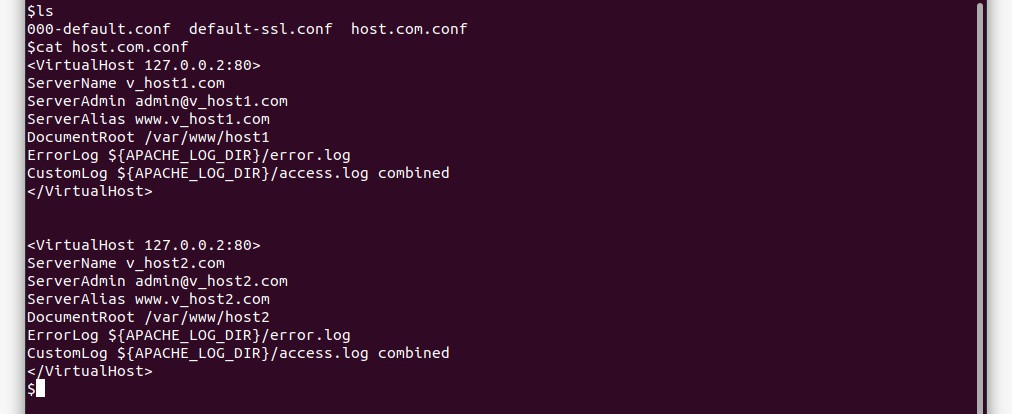 $ls
000-default.conf  default-ssl.conf  host.com.conf
$cat host.com.conf
<VirtualHost 127.0.0.2:80>
ServerName v_host1.com
ServerAdmin admin@v_host1.com
ServerAlias www.v_host1.com
DocumentRoot /var/www/host1
ErrorLog ${APACHE_LOG_DIR}/error.log
CustomLog ${APACHE_LOG_DIR}/access.log combined
</VirtualHost>
<VirtualHost 127.0.0.2:80>
ServerName v_host2.com
ServerAdmin admin@v_host2.com
ServerAlias www.v_host2.com
DocumentRoot /var/www/host2
ErrorLog ${APACHE_LOG_DIR}/error.log
CustomLog ${APACHE_LOG_DIR}/access.log combined
</VirtualHost>
$